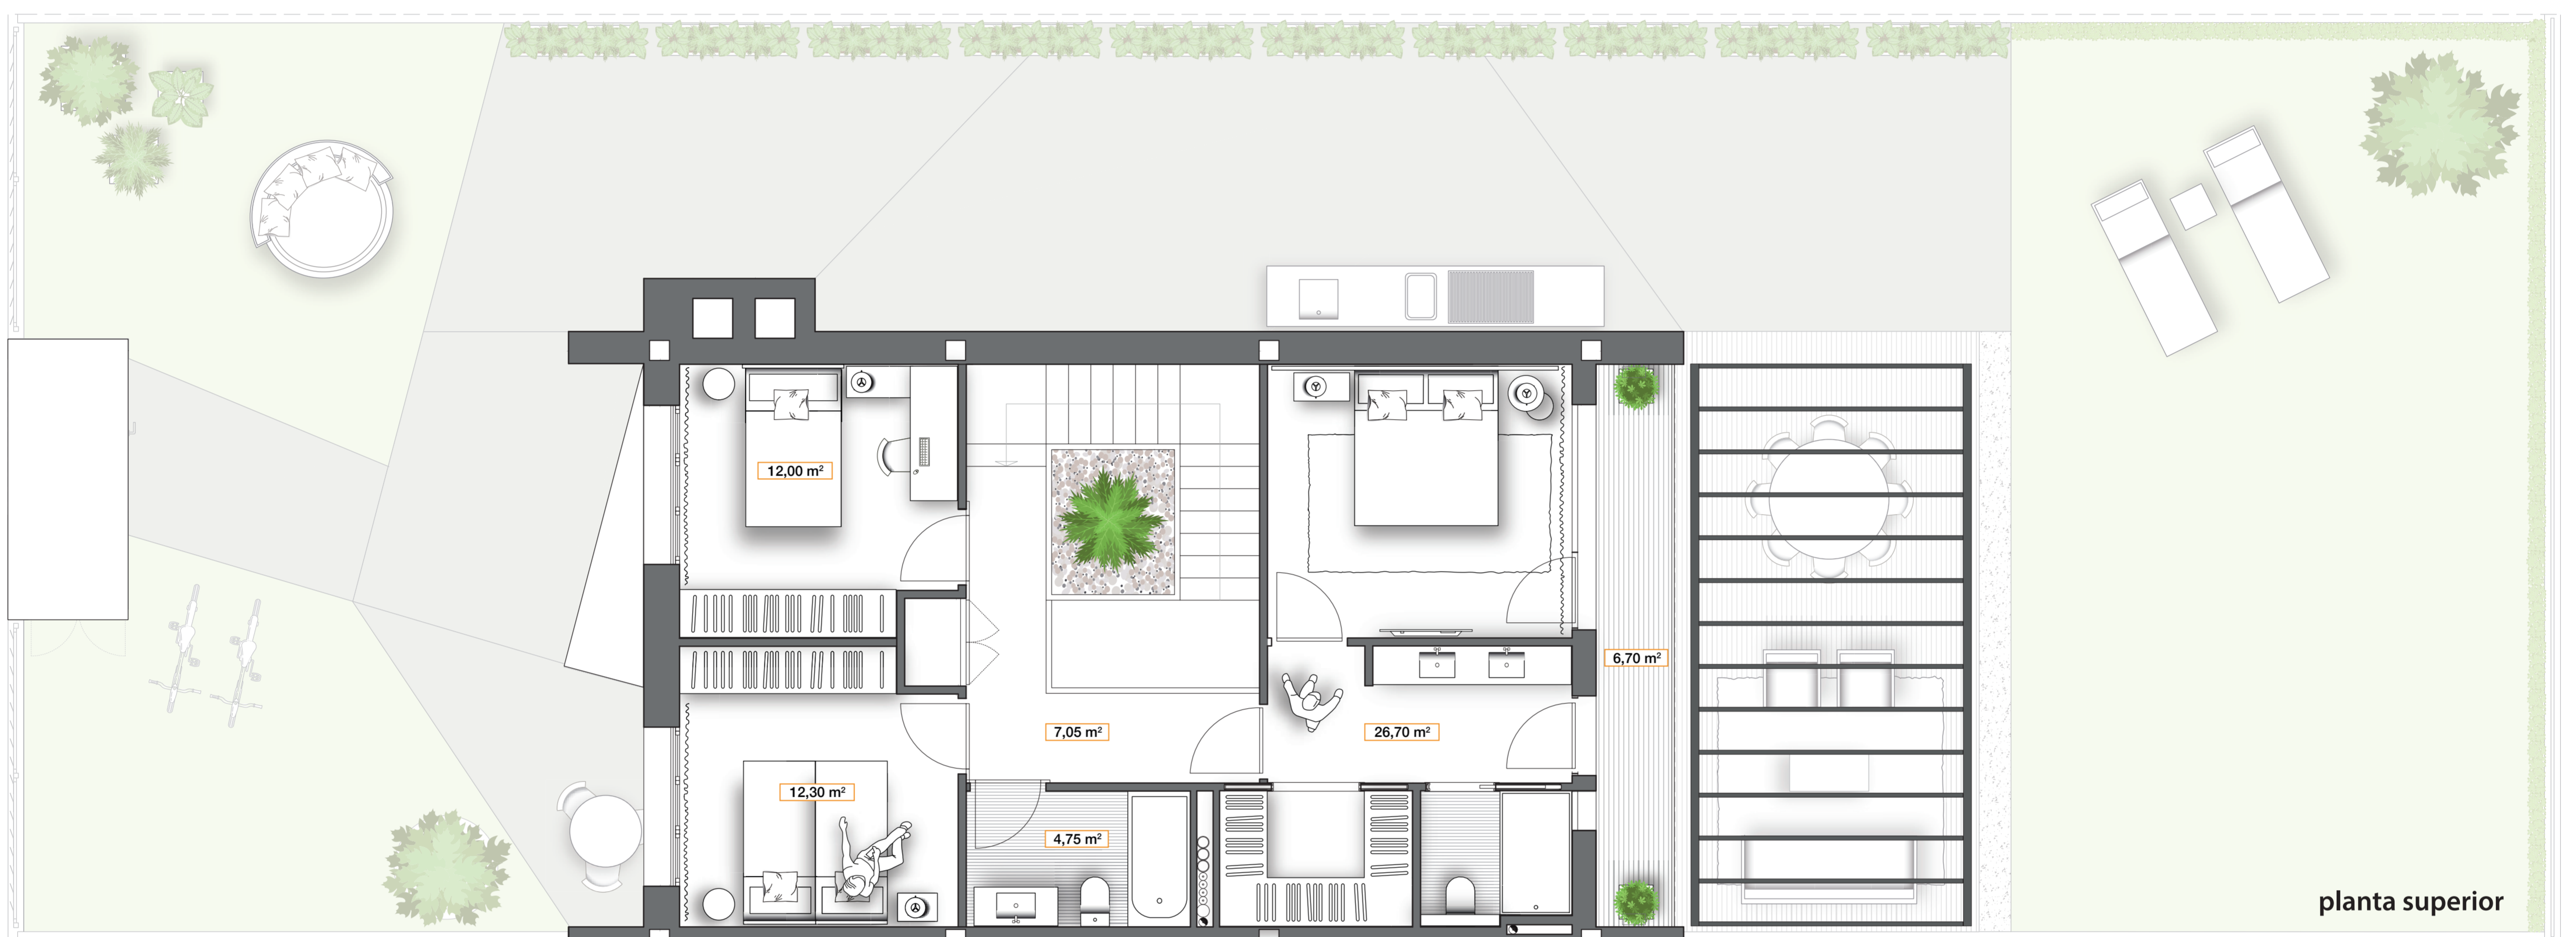 12,00 m²
6,70 m²
7,05 m²
26,70 m²
12,30 m²
4,75 m²
planta superior